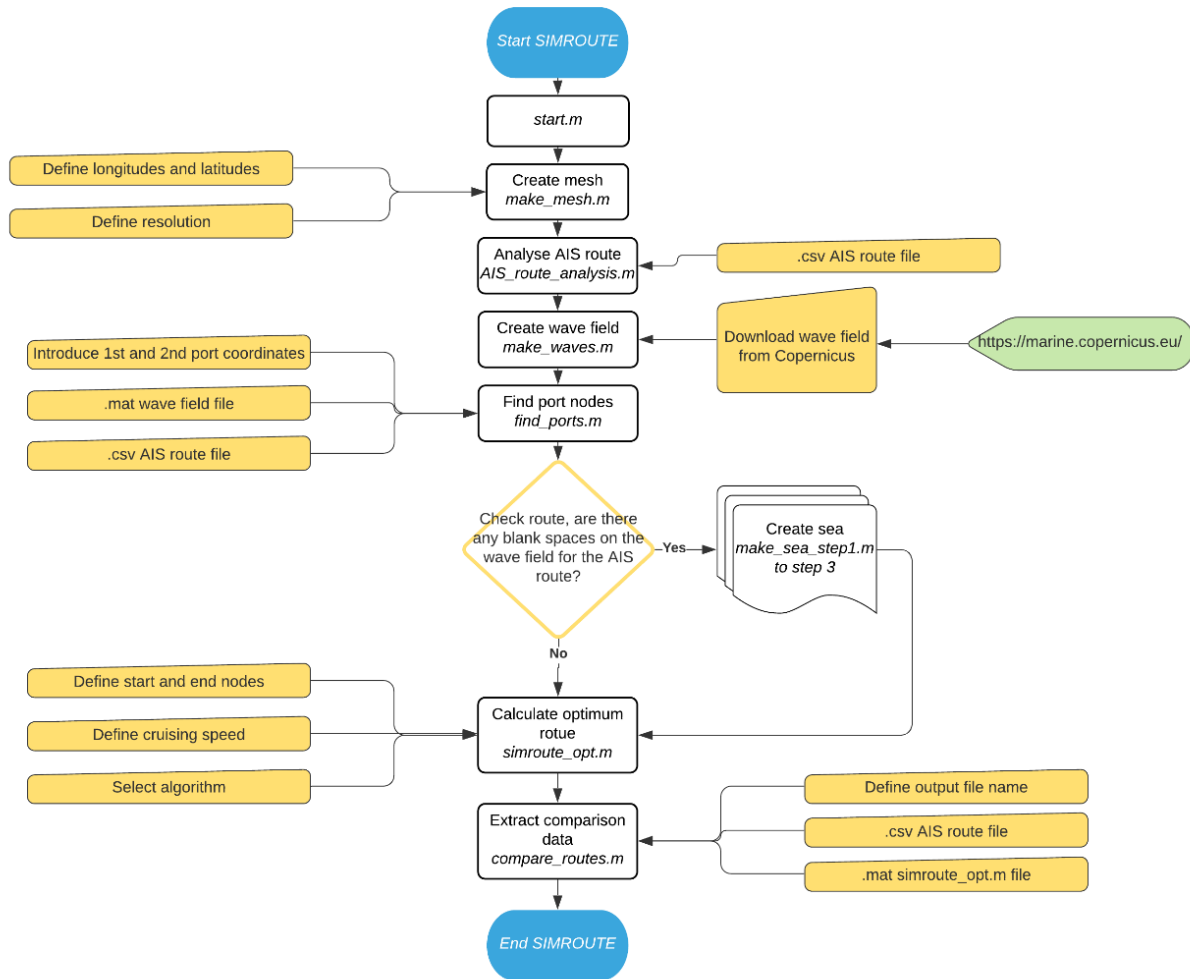 Start SIMROUTE
start.m
Define longitudes and latitudes
Define resolution
Create mesh
make_mesh.m
Analyse AIS route
AIS_route_analysis.m
.csv AIS route file
Create wave field
make_waves.m
Download wave field
from Copernicus
https://marine.copernicus.eu/
Introduce 1st and 2nd port coordinates
.mat wave field file
.csv AIS route file
Find port nodes
find_ports.m
Check route, are there
any blank spaces on the
wave field for the AIS
route?
Yes
Create sea
make_sea_step1.m
to step 3
No
Define start and end nodes
Define cruising speed
Select algorithm
Calculate optimum
rotue
simroute_opt.m
Extract comparison
data
compare_routes.m
Define output file name
.csv AIS route file
.mat simroute_opt.m file
End SIMROUTE